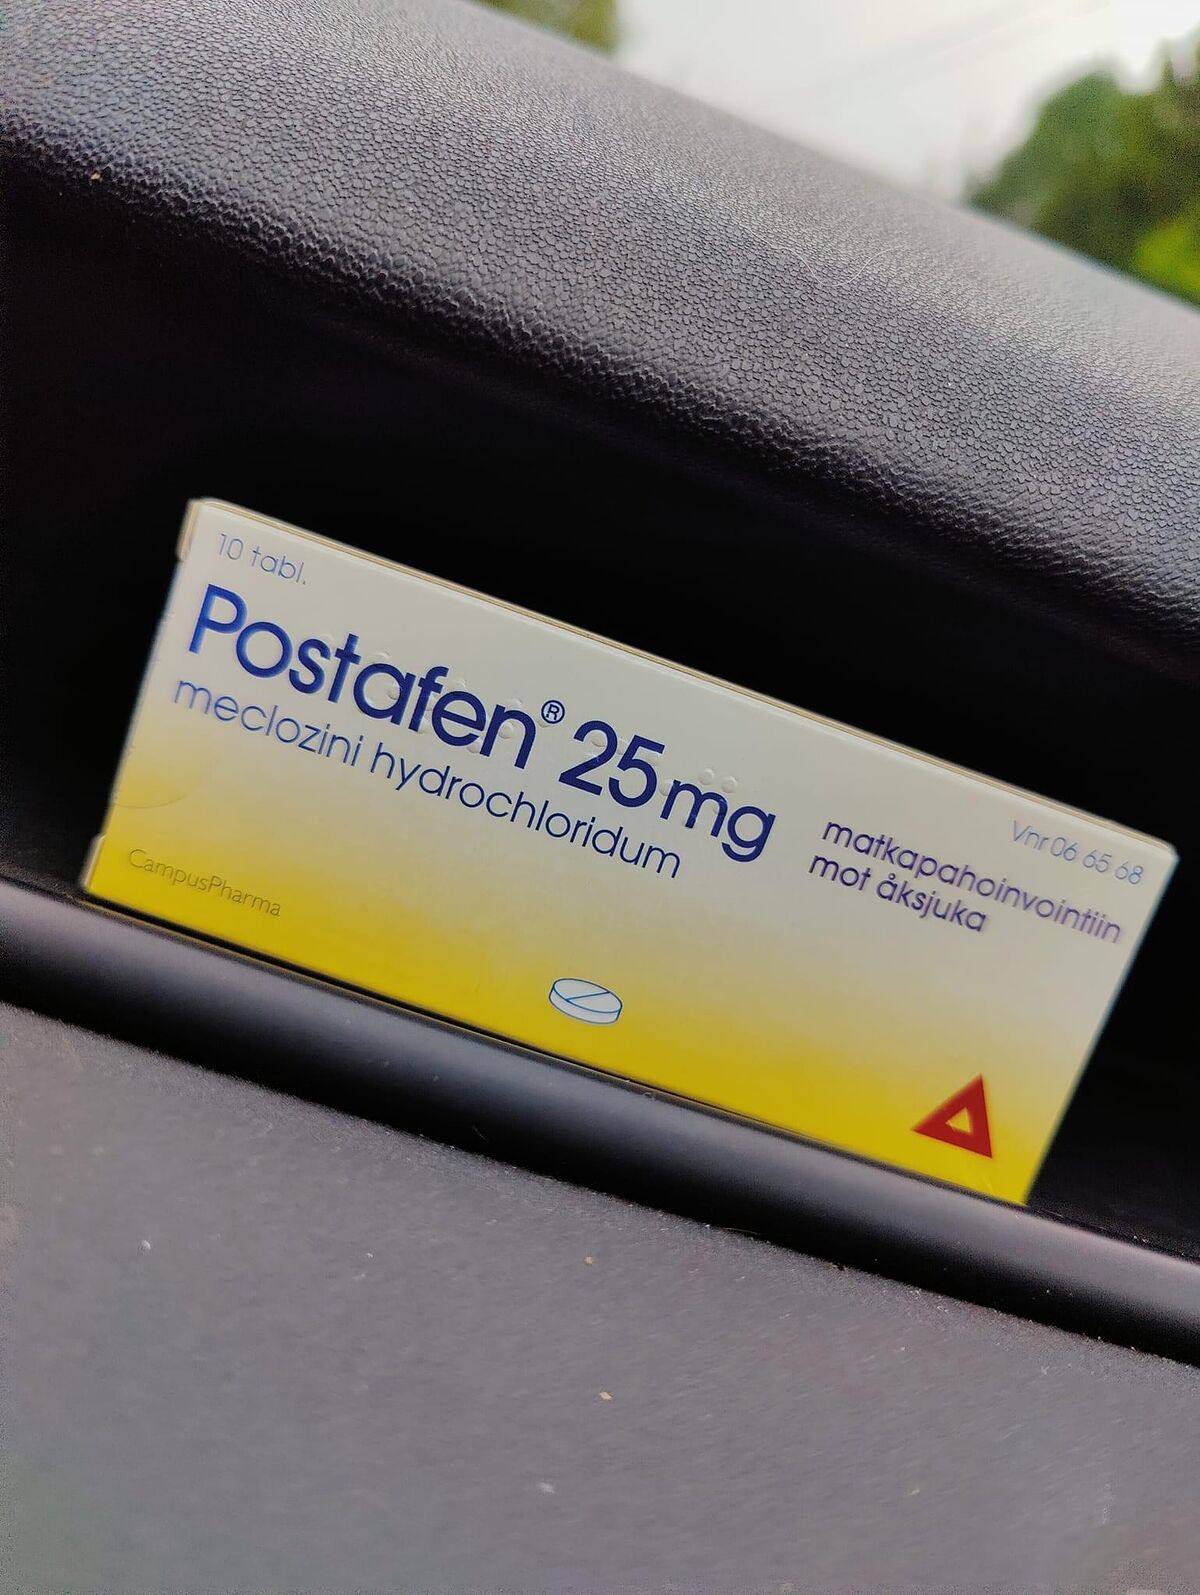 10 tabl.
Postafen® 25mg
meclozini hydrochloridum
Vnr 06 65 68
matkapahoinvointiin
mot åksjuka
CampusPharma